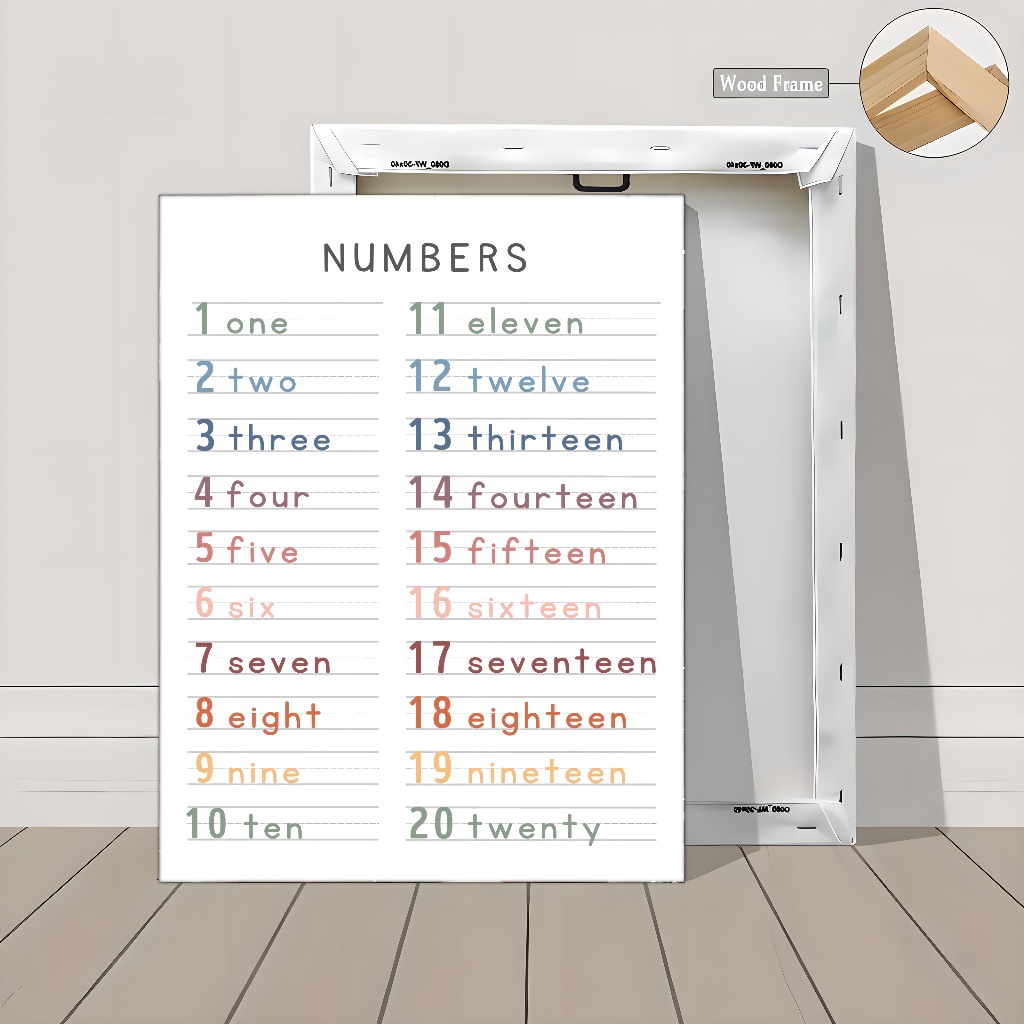 Wood Frame
NUMBERS
1 one
2 two
3 three
4 four
5 five
6 six
7 seven
8 eight
9 nine
10 ten
11 eleven
12 twelve
13 thirteen
14 fourteen
15 fifteen
16 sixteen
17 seventeen
18 eighteen
19 nineteen
20 twenty